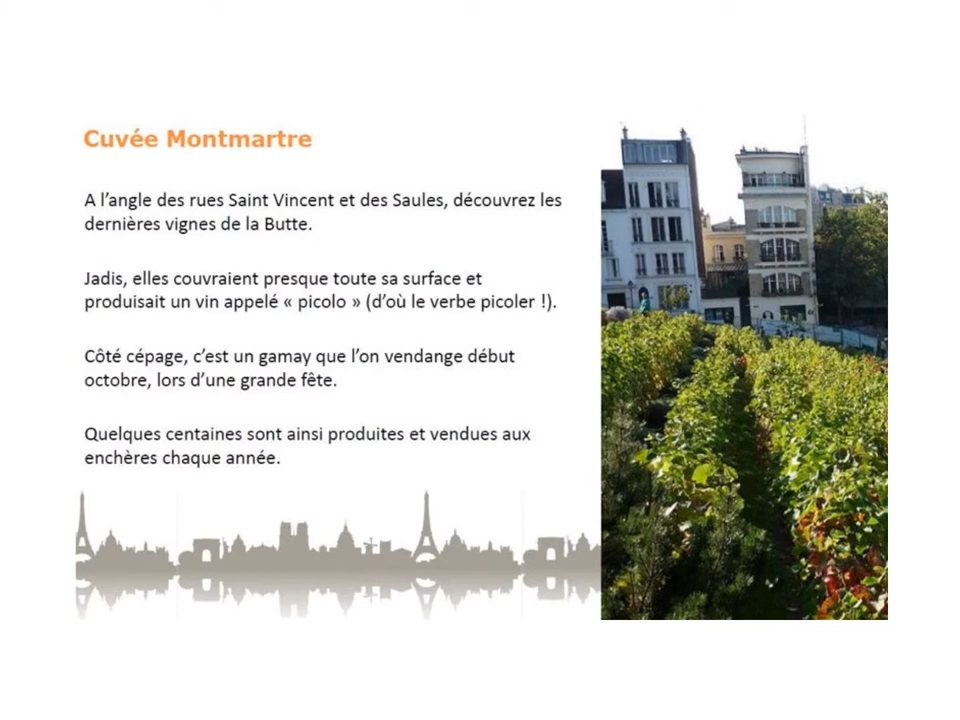 Cuvée Montmartre
A l’angle des rues Saint Vincent et des Saules, découvrez les
dernières vignes de la Butte.
Jadis, elles couvraient presque toute sa surface et
produisait un vin appelé « picolo » (d’où le verbe picoler !).
Côté cépage, c’est un gamay que l’on vendange début
octobre, lors d’une grande fête.
Quelques centaines sont ainsi produites et vendues aux
enchères chaque année.